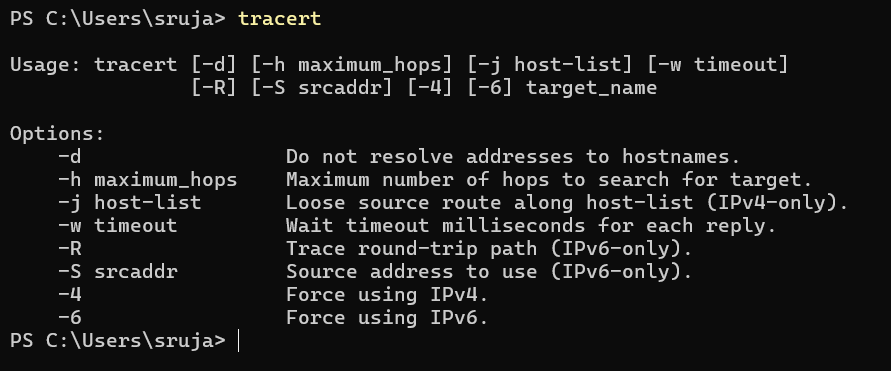 PS C:\Users\sruja> tracert

Usage: tracert [-d] [-h maximum_hops] [-j host-list] [-w timeout]
               [-R] [-S srcaddr] [-4] [-6] target_name

Options:
    -d                 Do not resolve addresses to hostnames.
    -h maximum_hops    Maximum number of hops to search for target.
    -j host-list       Loose source route along host-list (IPv4-only).
    -w timeout         Wait timeout milliseconds for each reply.
    -R                 Trace round-trip path (IPv6-only).
    -S srcaddr         Source address to use (IPv6-only).
    -4                 Force using IPv4.
    -6                 Force using IPv6.
PS C:\Users\sruja>